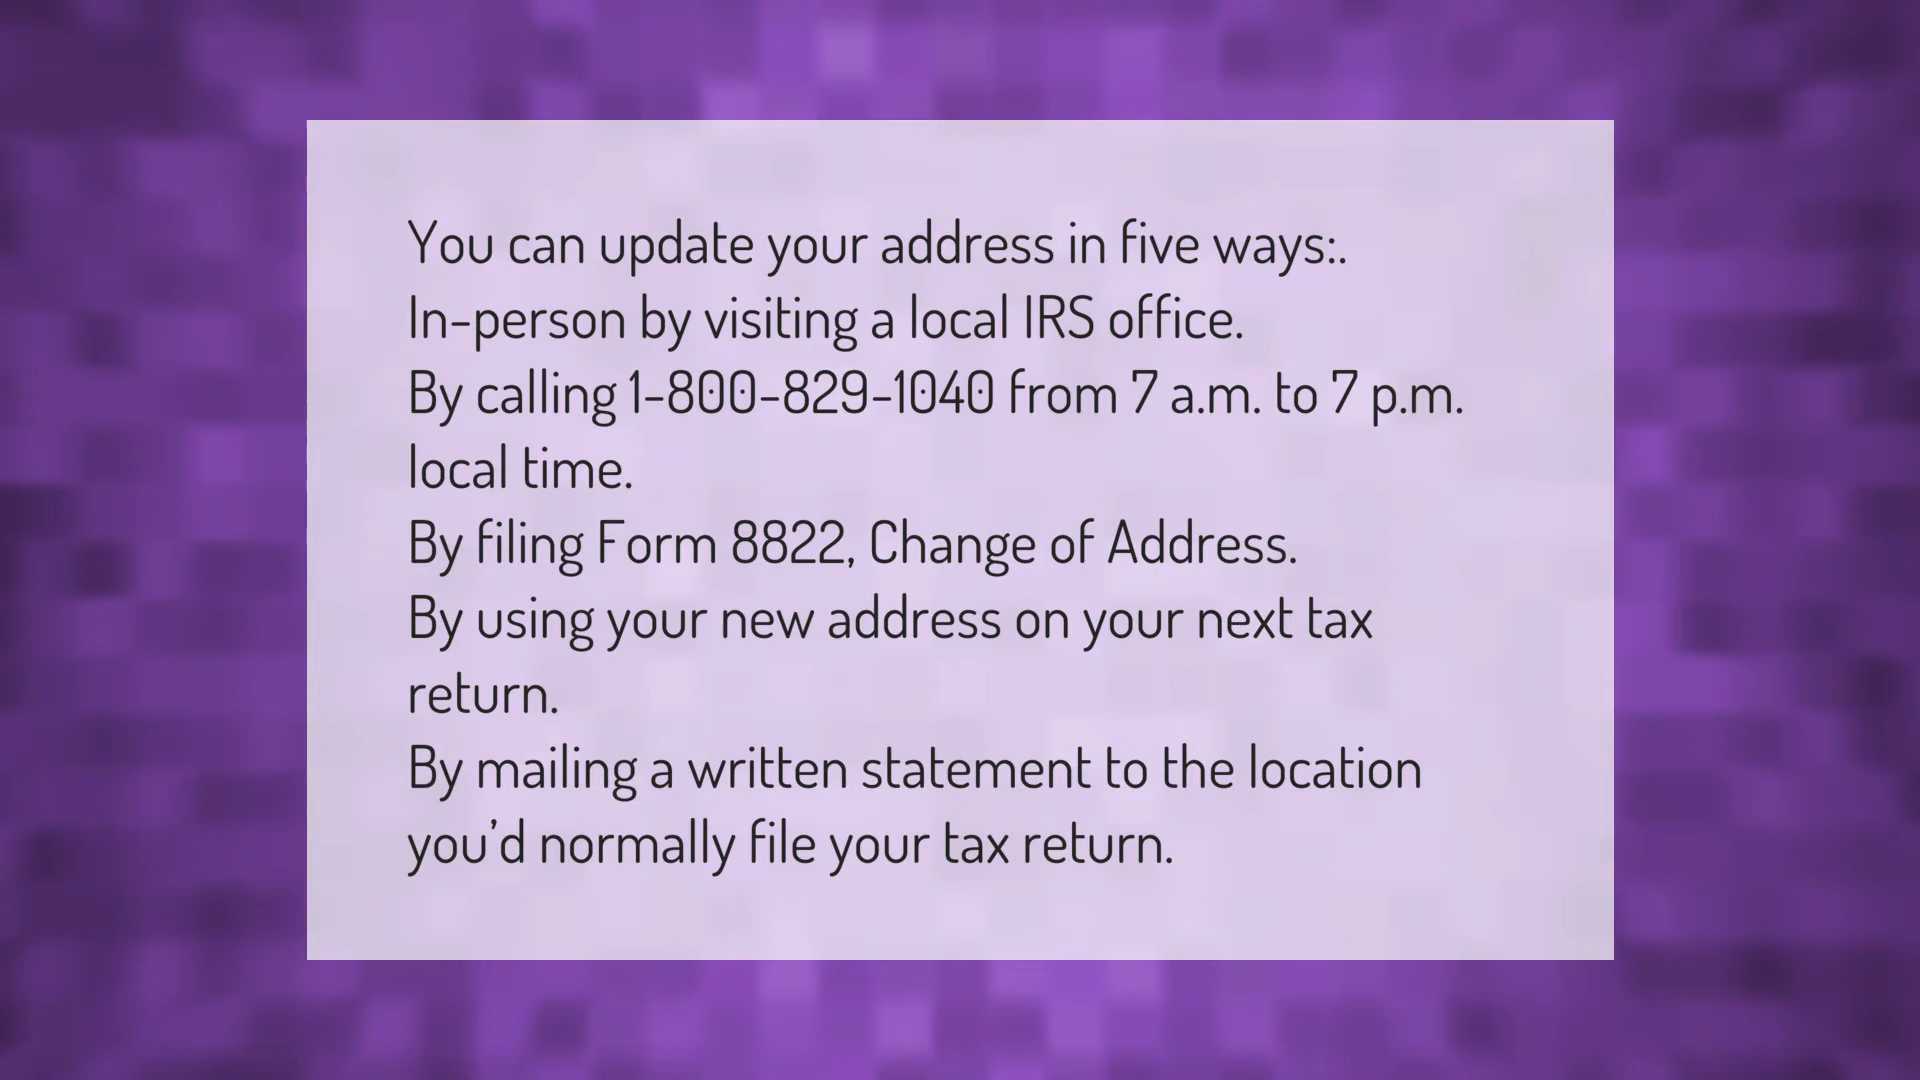 You can update your address in five ways:.
In-person by visiting a local IRS office.
By calling 1-800-829-1040 from 7 a.m. to 7 p.m.
local time.
By filing Form 8822, Change of Address.
By using your new address on your next tax
return.
By mailing a written statement to the location
you’d normally file your tax return.